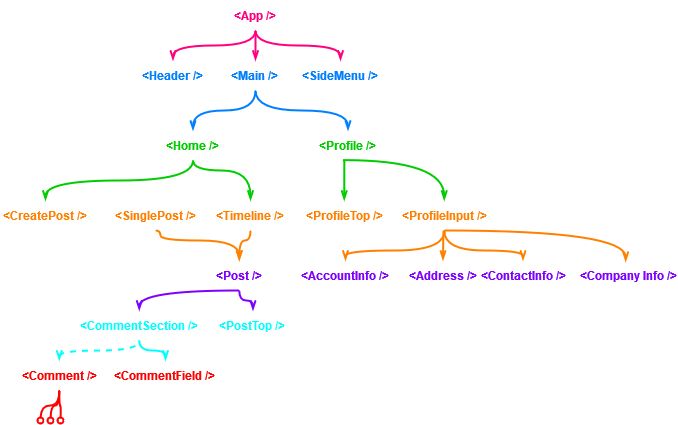 <App />
<Header /> <Main /> <SideMenu />
<Home /> <Profile />
<CreatePost /> <SinglePost /> <Timeline /> <ProfileTop /> <ProfileInput />
<Post /> <AccountInfo /> <Address /> <ContactInfo /> <Company Info />
<CommentSection /> <PostTop />
<Comment /> <CommentField />